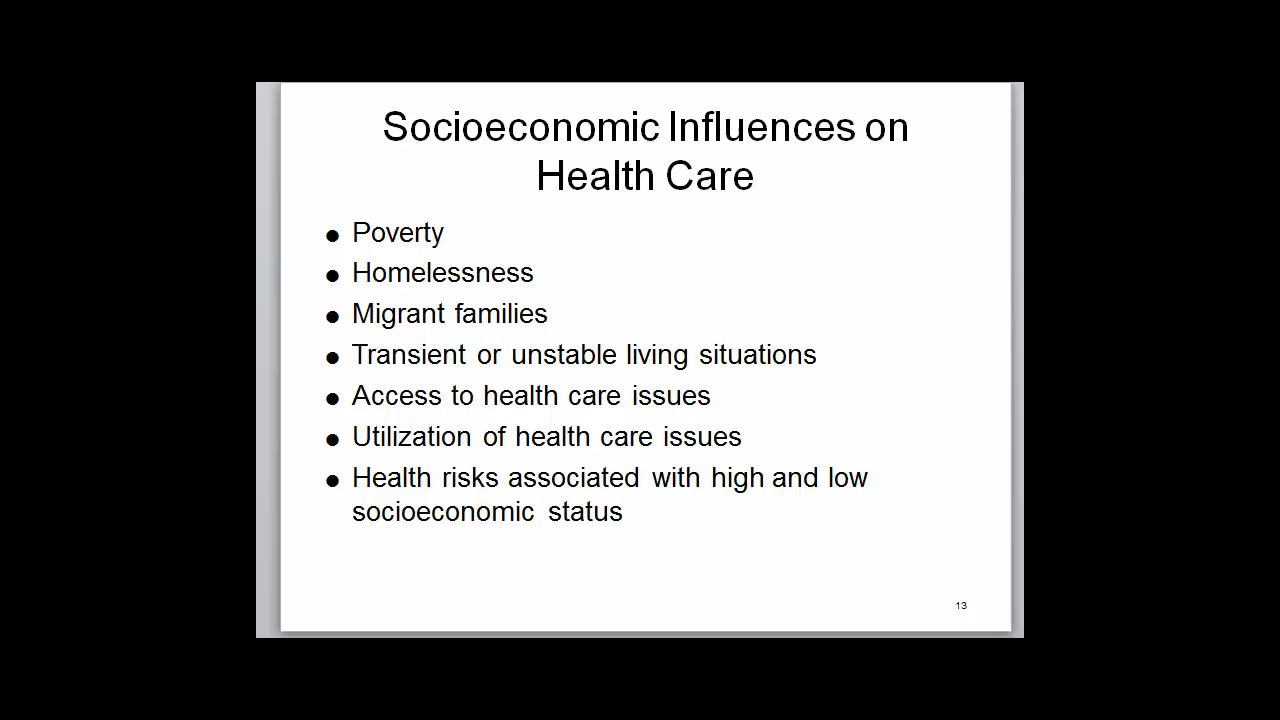 Socioeconomic Influences on
Health Care
● Poverty
● Homelessness
● Migrant families
● Transient or unstable living situations
● Access to health care issues
● Utilization of health care issues
● Health risks associated with high and low
socioeconomic status
13